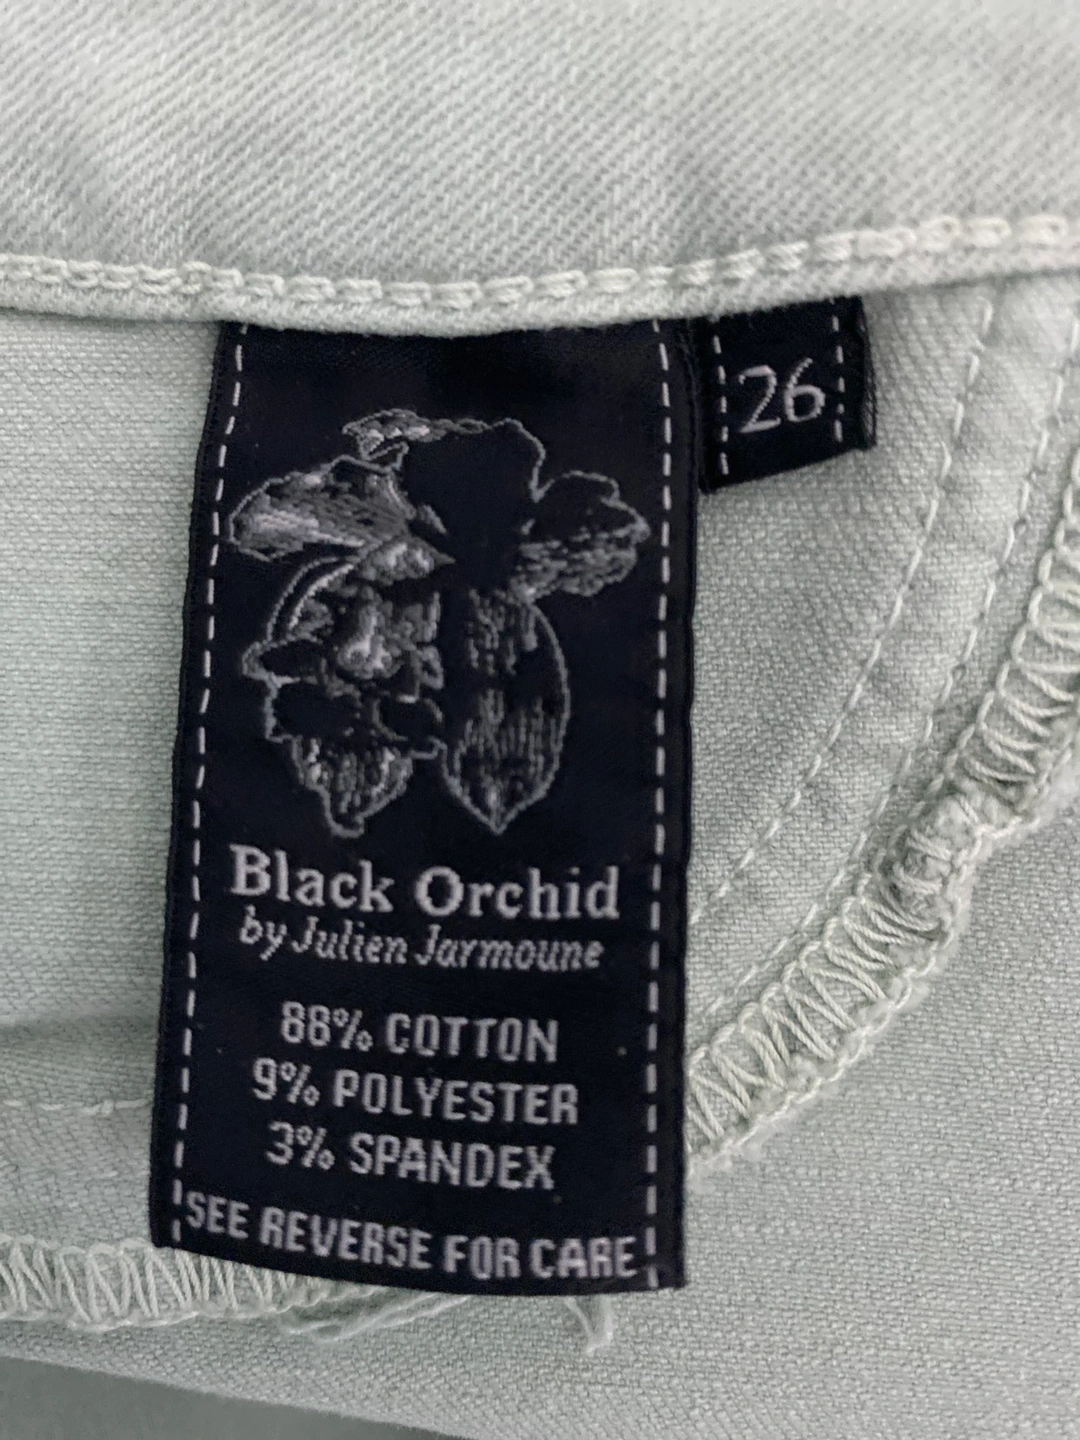 26
Black Orchid
by Julien Jarmoune
88% COTTON
9% POLYESTER
3% SPANDEX
SEE REVERSE FOR CARE